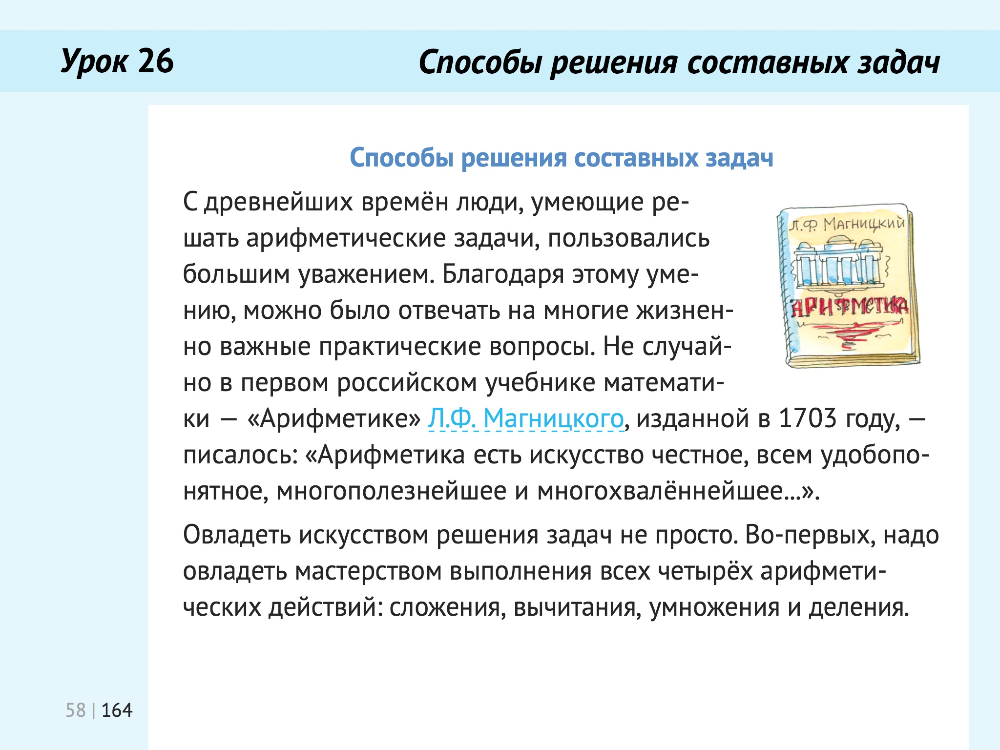 Урок 26
Способы решения составных задач
Способы решения составных задач
С древнейших времён люди, умеющие ре-
шать арифметические задачи, пользовались
большим уважением. Благодаря этому уме-
нию, можно было отвечать на многие жизнен-
но важные практические вопросы. Не случай-
но в первом российском учебнике математи-
ки — «Арифметике» Л.Ф. Магницкого, изданной в 1703 году, —
писалось: «Арифметика есть искусство честное, всем удобопо-
нятное, многополезнейшее и многохвалённейшее...».
Л.Ф. Магницкий
Арифметика
Овладеть искусством решения задач не просто. Во-первых, надо
овладеть мастерством выполнения всех четырёх арифмети-
ческих действий: сложения, вычитания, умножения и деления.
58 | 164